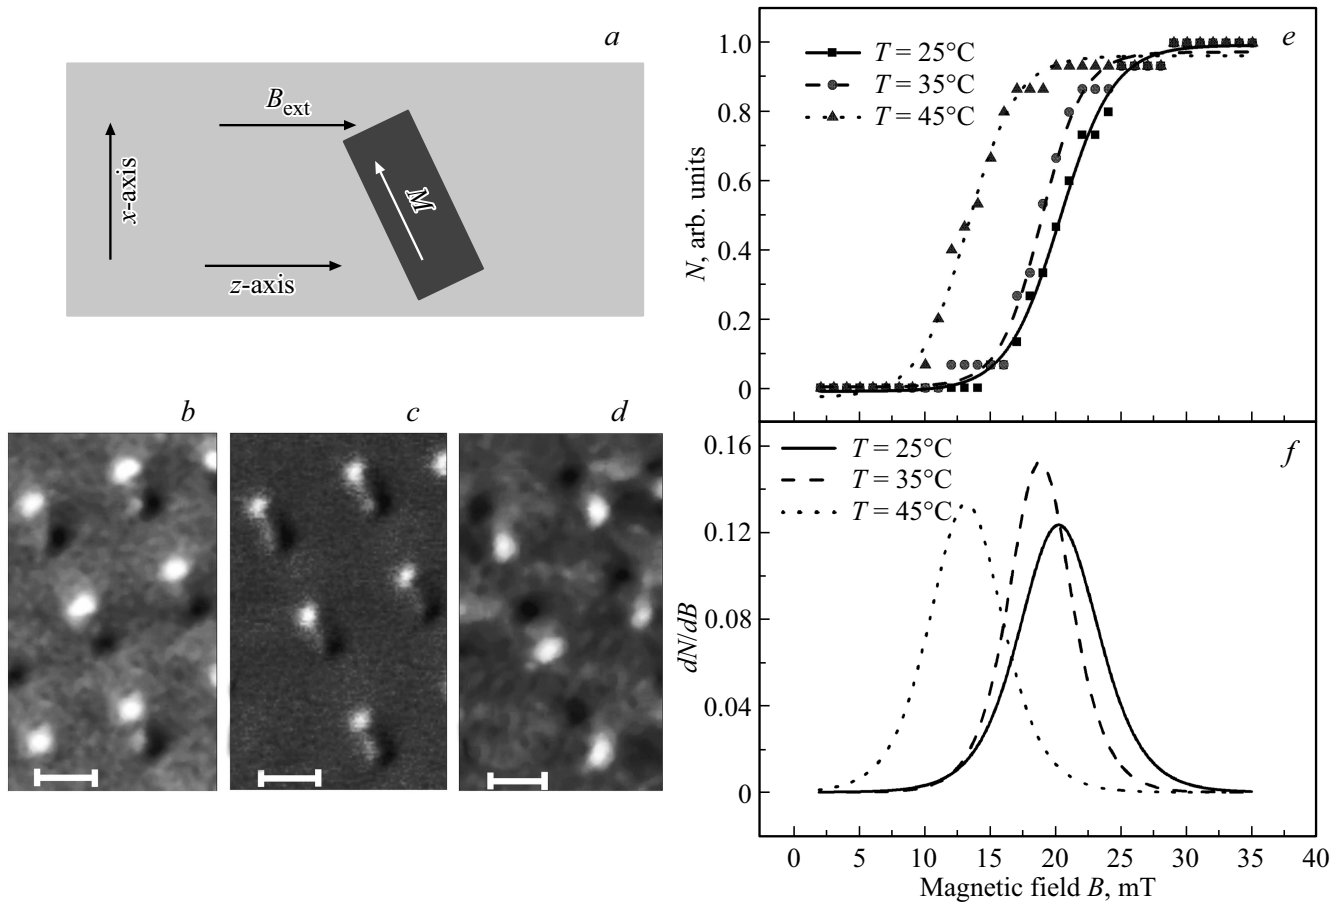 a
B_ext
x-axis
M
z-axis
b
c
d
e
T = 25°C
T = 35°C
T = 45°C
N, arb. units
1.0
0.8
0.6
0.4
0.2
0
f
T = 25°C
T = 35°C
T = 45°C
dN/dB
0.16
0.12
0.08
0.04
0
0 5 10 15 20 25 30 35 40
Magnetic field B, mT